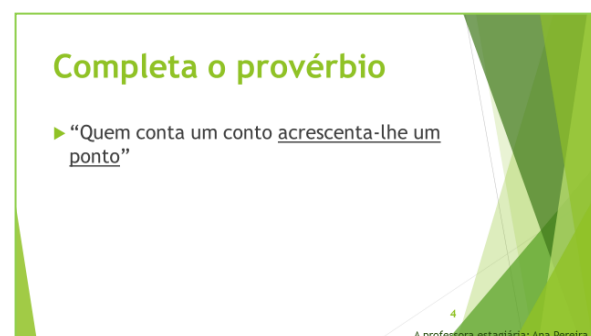 Completa o provérbio
“Quem conta um conto acrescenta-lhe um
ponto”
4
A professora estagiária: Ana Pereira